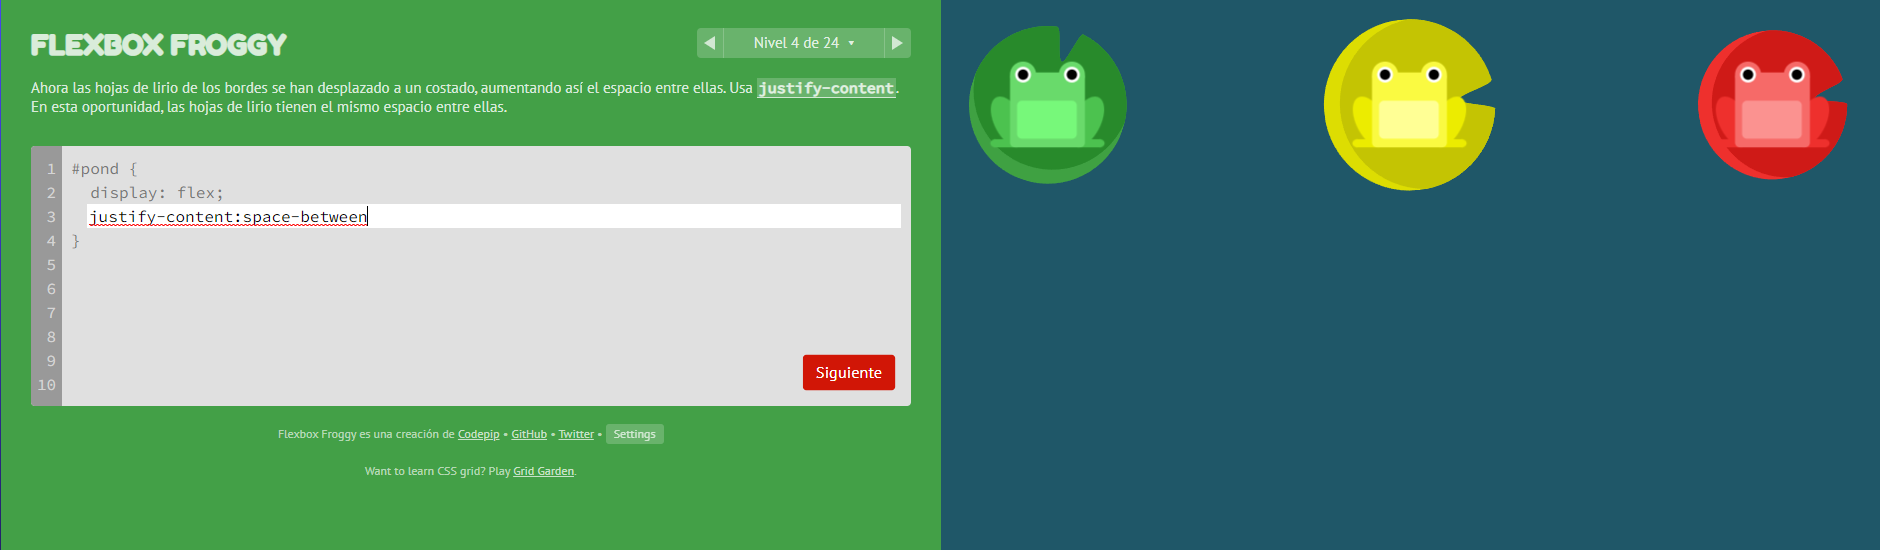 FLEXBOX FROGGY
Nivel 4 de 24
Ahora las hojas de lirio de los bordes se han desplazado a un costado, aumentando así el espacio entre ellas. Usa justify-content.
En esta oportunidad, las hojas de lirio tienen el mismo espacio entre ellas.
1 #pond {
2 display: flex;
3 justify-content:space-between
4 }
5
6
7
8
9
10
Siguiente
Flexbox Froggy es una creación de Codepip • GitHub • Twitter • Settings
Want to learn CSS grid? Play Grid Garden.